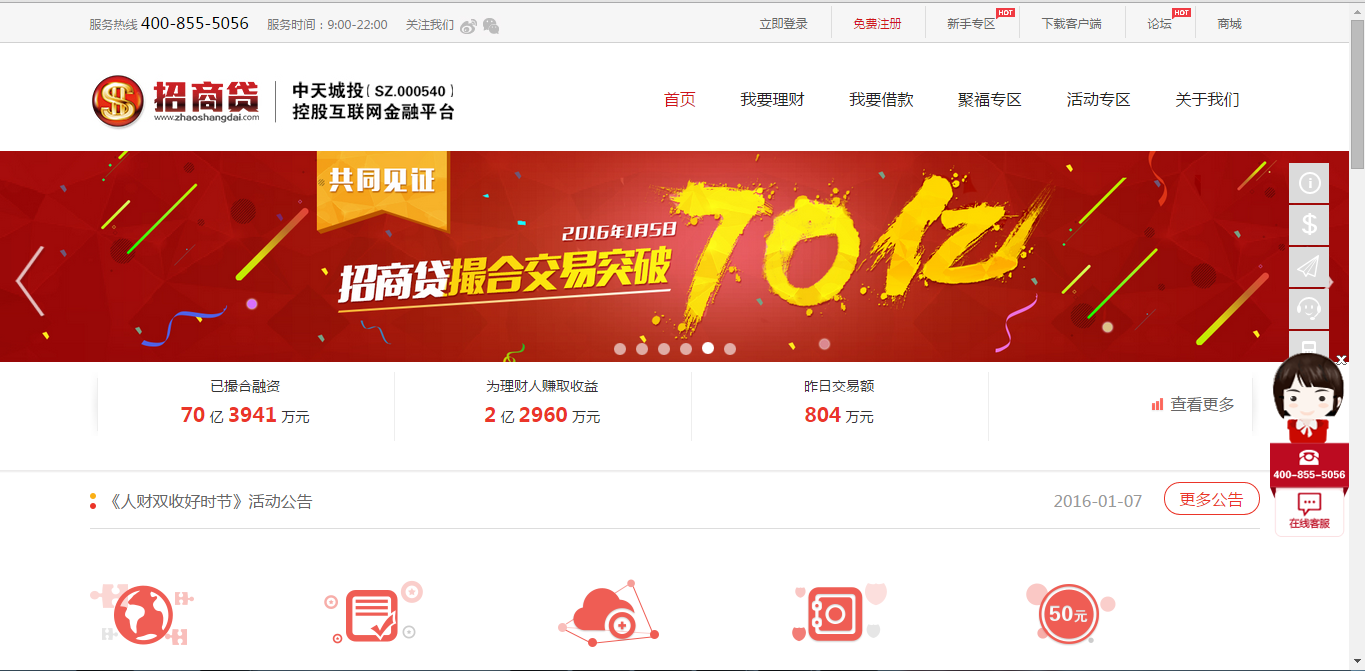 服务热线 400-855-5056 服务时间：9:00-22:00 关注我们 立即登录 免费注册 新手专区 HOT 下载客户端 论坛 HOT 商城
招商贷 www.zhaoshangdai.com
中天城投( SZ.000540 )
控股互联网金融平台
首页 我要理财 我要借款 聚福专区 活动专区 关于我们
共同见证
2016年1月5日
招商贷撮合交易突破
70亿
已撮合融资 为理财人赚取收益 昨日交易额
70 亿 3941 万元 2 亿 2960 万元 804 万元 查看更多
400-855-5056
在线客服
《人财双收好时节》活动公告 2016-01-07 更多公告
50元